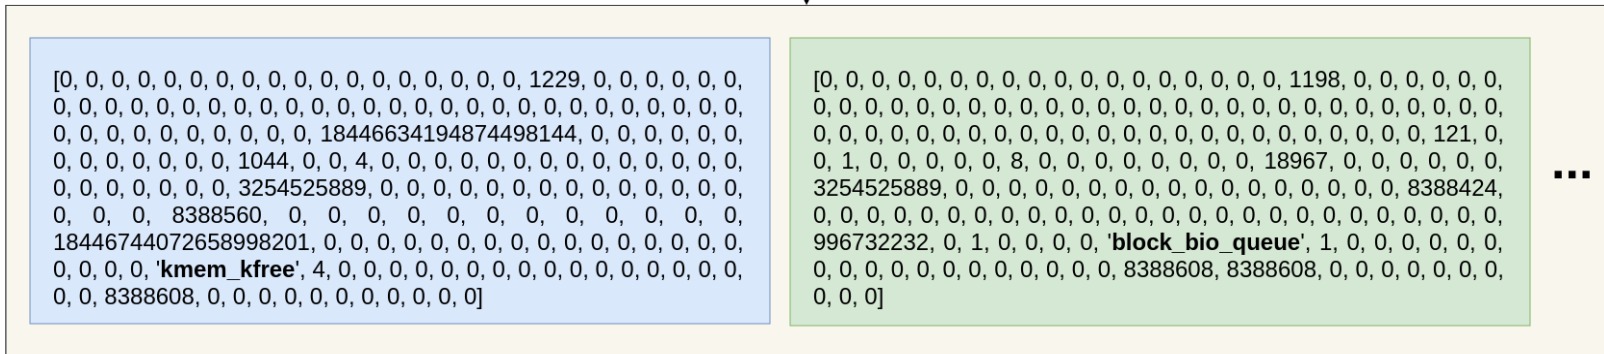 [0, 0, 0, 0, 0, 0, 0, 0, 0, 0, 0, 0, 0, 0, 0, 0, 0, 0, 1229, 0, 0, 0, 0, 0, 0,
0, 0, 0, 0, 0, 0, 0, 0, 0, 0, 0, 0, 0, 0, 0, 0, 0, 0, 0, 0, 0, 0, 0, 0, 0, 0, 0,
0, 0, 0, 0, 0, 0, 0, 0, 0, 0, 18446634194874498144, 0, 0, 0, 0, 0, 0,
0, 0, 0, 0, 0, 0, 0, 1044, 0, 0, 4, 0, 0, 0, 0, 0, 0, 0, 0, 0, 0, 0, 0, 0, 0,
0, 0, 0, 0, 0, 0, 0, 3254525889, 0, 0, 0, 0, 0, 0, 0, 0, 0, 0, 0, 0, 0, 0,
0, 0, 0, 8388560, 0, 0, 0, 0, 0, 0, 0, 0, 0, 0, 0, 0,
18446744072658998201, 0, 0, 0, 0, 0, 0, 0, 0, 0, 0, 0, 0, 0, 0, 0, 0,
0, 0, 0, 0, 'kmem_kfree', 4, 0, 0, 0, 0, 0, 0, 0, 0, 0, 0, 0, 0, 0, 0, 0, 0,
0, 0, 8388608, 0, 0, 0, 0, 0, 0, 0, 0, 0, 0, 0]
[0, 0, 0, 0, 0, 0, 0, 0, 0, 0, 0, 0, 0, 0, 0, 0, 0, 0, 1198, 0, 0, 0, 0, 0, 0,
0, 0, 0, 0, 0, 0, 0, 0, 0, 0, 0, 0, 0, 0, 0, 0, 0, 0, 0, 0, 0, 0, 0, 0, 0, 0, 0,
0, 0, 0, 0, 0, 0, 0, 0, 0, 0, 0, 0, 0, 0, 0, 0, 0, 0, 0, 0, 0, 0, 0, 0, 121, 0,
0, 1, 0, 0, 0, 0, 0, 8, 0, 0, 0, 0, 0, 0, 0, 0, 0, 18967, 0, 0, 0, 0, 0, 0,
3254525889, 0, 0, 0, 0, 0, 0, 0, 0, 0, 0, 0, 0, 0, 0, 0, 0, 0, 8388424,
0, 0, 0, 0, 0, 0, 0, 0, 0, 0, 0, 0, 0, 0, 0, 0, 0, 0, 0, 0, 0, 0, 0, 0, 0, 0, 0,
996732232, 0, 1, 0, 0, 0, 0, 'block_bio_queue', 1, 0, 0, 0, 0, 0, 0,
0, 0, 0, 0, 0, 0, 0, 0, 0, 0, 0, 0, 8388608, 8388608, 0, 0, 0, 0, 0, 0, 0,
0, 0, 0]
...